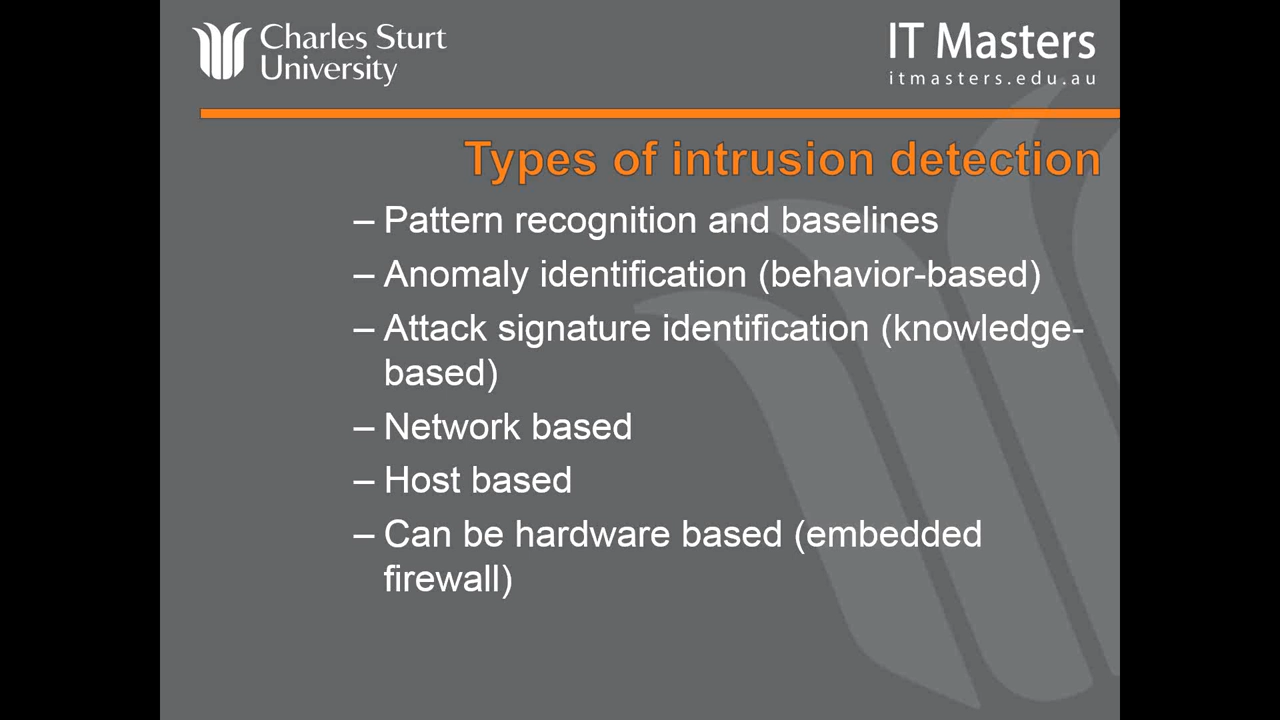 Charles Sturt
University
IT Masters
itmasters.edu.au
Types of intrusion detection
– Pattern recognition and baselines
– Anomaly identification (behavior-based)
– Attack signature identification (knowledge-
based)
– Network based
– Host based
– Can be hardware based (embedded
firewall)